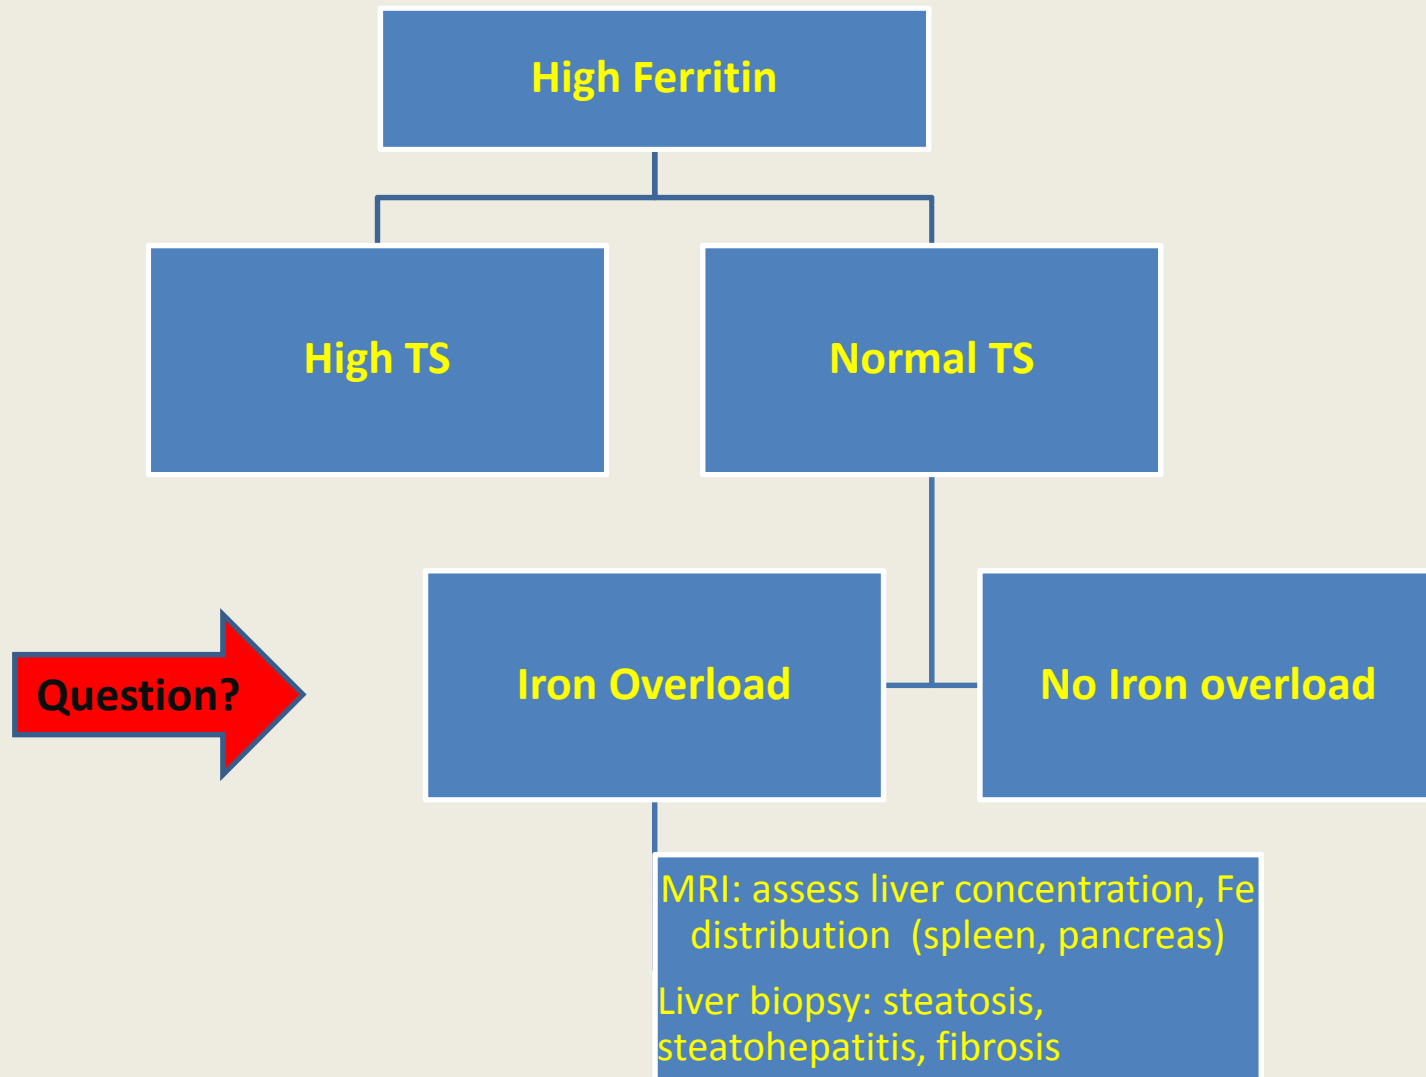 High Ferritin
High TS
Normal TS
Question?
Iron Overload
No Iron overload
MRI: assess liver concentration, Fe
distribution (spleen, pancreas)
Liver biopsy: steatosis,
steatohepatitis, fibrosis